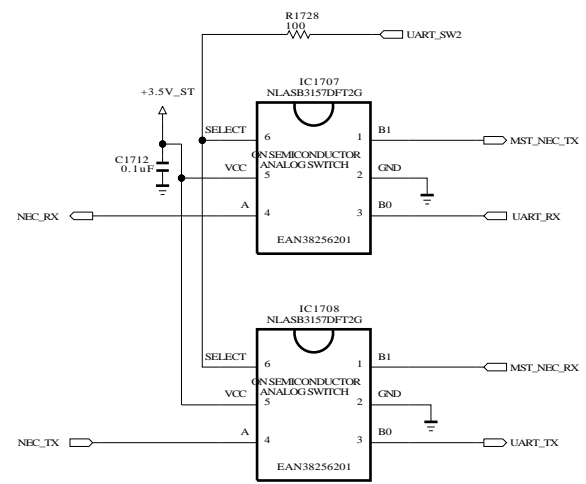 R1728
100
UART_SW2
IC1707
NLASB3157DFT2G
+3.5V_ST
SELECT
6
1
B1
MST_NEC_TX
ON SEMICONDUCTOR
ANALOG SWITCH
C1712
0.1uF
VCC
5
2
GND
NEC_RX
A
4
3
B0
UART_RX
EAN38256201
IC1708
NLASB3157DFT2G
SELECT
6
1
B1
MST_NEC_RX
ON SEMICONDUCTOR
ANALOG SWITCH
VCC
5
2
GND
NEC_TX
A
4
3
B0
UART_TX
EAN38256201